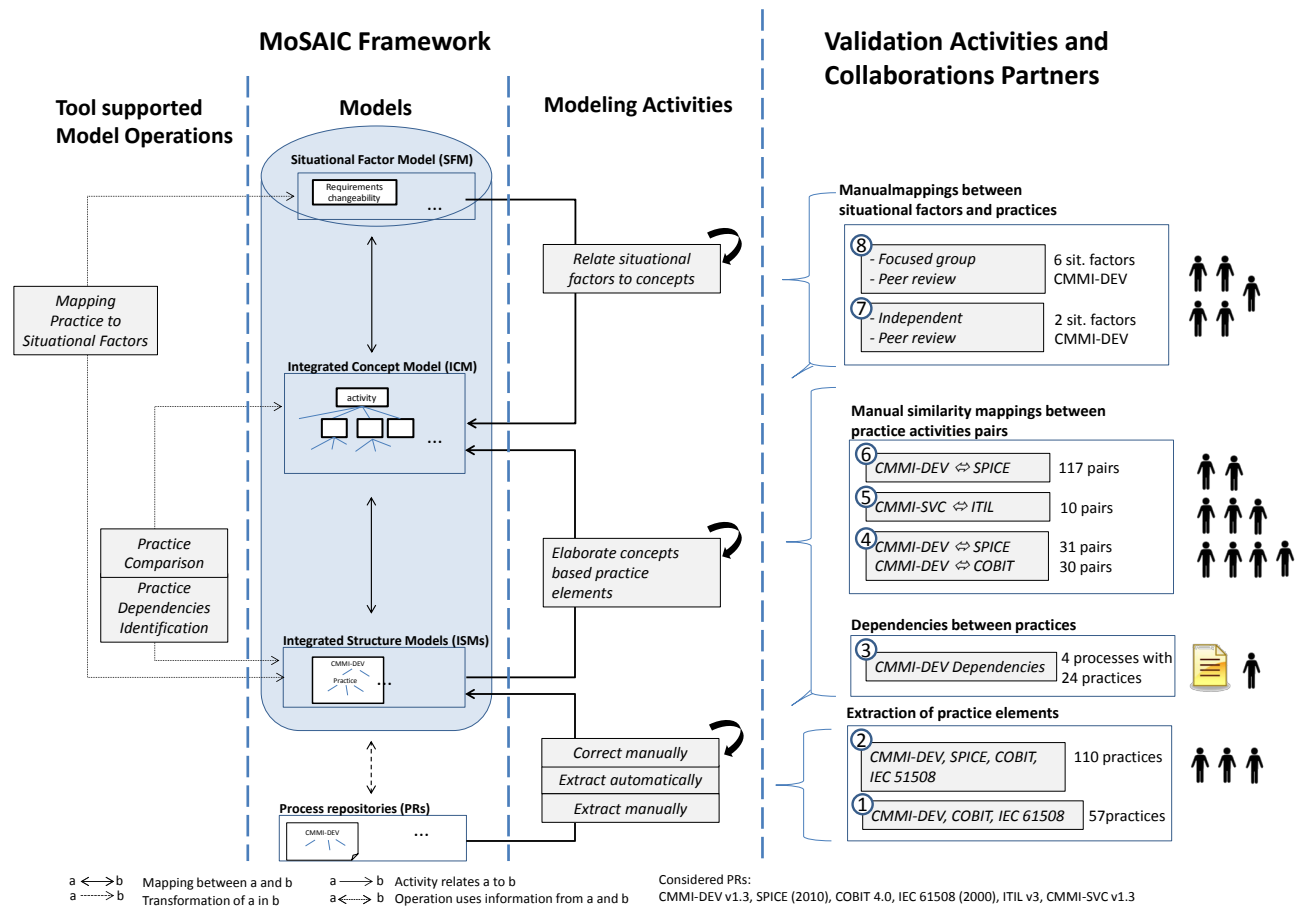 MoSAIC Framework
Validation Activities and
Collaborations Partners
Tool supported
Model Operations
Models
Modeling Activities
Situational Factor Model (SFM)
Requirements
changeability
...
Mapping
Practice to
Situational Factors
Relate situational
factors to concepts
Integrated Concept Model (ICM)
activity
...
Practice
Comparison
Practice
Dependencies
Identification
Elaborate concepts
based practice
elements
Integrated Structure Models (ISMs)
CMMI-DEV
Practice
...
Correct manually
Extract automatically
Extract manually
Process repositories (PRs)
CMMI-DEV
...
Manualmappings between
situational factors and practices
8
- Focused group
- Peer review
6 sit. factors
CMMI-DEV
7
- Independent
- Peer review
2 sit. factors
CMMI-DEV
Manual similarity mappings between
practice activities pairs
6
CMMI-DEV ⇔ SPICE
117 pairs
5
CMMI-SVC ⇔ ITIL
10 pairs
4
CMMI-DEV ⇔ SPICE
31 pairs
CMMI-DEV ⇔ COBIT
30 pairs
Dependencies between practices
3
CMMI-DEV Dependencies
4 processes with
24 practices
Extraction of practice elements
2
CMMI-DEV, SPICE, COBIT,
IEC 51508
110 practices
1
CMMI-DEV, COBIT, IEC 61508
57practices
a b Mapping between a and b
a b Transformation of a in b
a b Activity relates a to b
a b Operation uses information from a and b
Considered PRs:
CMMI-DEV v1.3, SPICE (2010), COBIT 4.0, IEC 61508 (2000), ITIL v3, CMMI-SVC v1.3